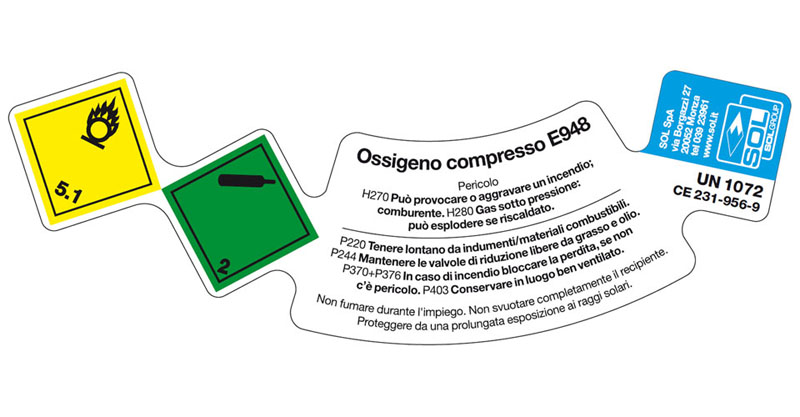 5.1
2
Ossigeno compresso E948
Pericolo
H270 Può provocare o aggravare un incendio;
comburente. H280 Gas sotto pressione:
può esplodere se riscaldato.
P220 Tenere lontano da indumenti/materiali combustibili.
P244 Mantenere le valvole di riduzione libere da grasso e olio.
P370+P376 In caso di incendio bloccare la perdita, se non
c'è pericolo. P403 Conservare in luogo ben ventilato.
Non fumare durante l'impiego. Non svuotare completamente il recipiente.
Proteggere da una prolungata esposizione ai raggi solari.
SOL SpA
via Borgazzi 27
20052 Monza
tel 039 23961
www.sol.it
SOL
SOLGROUP
UN 1072
CE 231-956-9